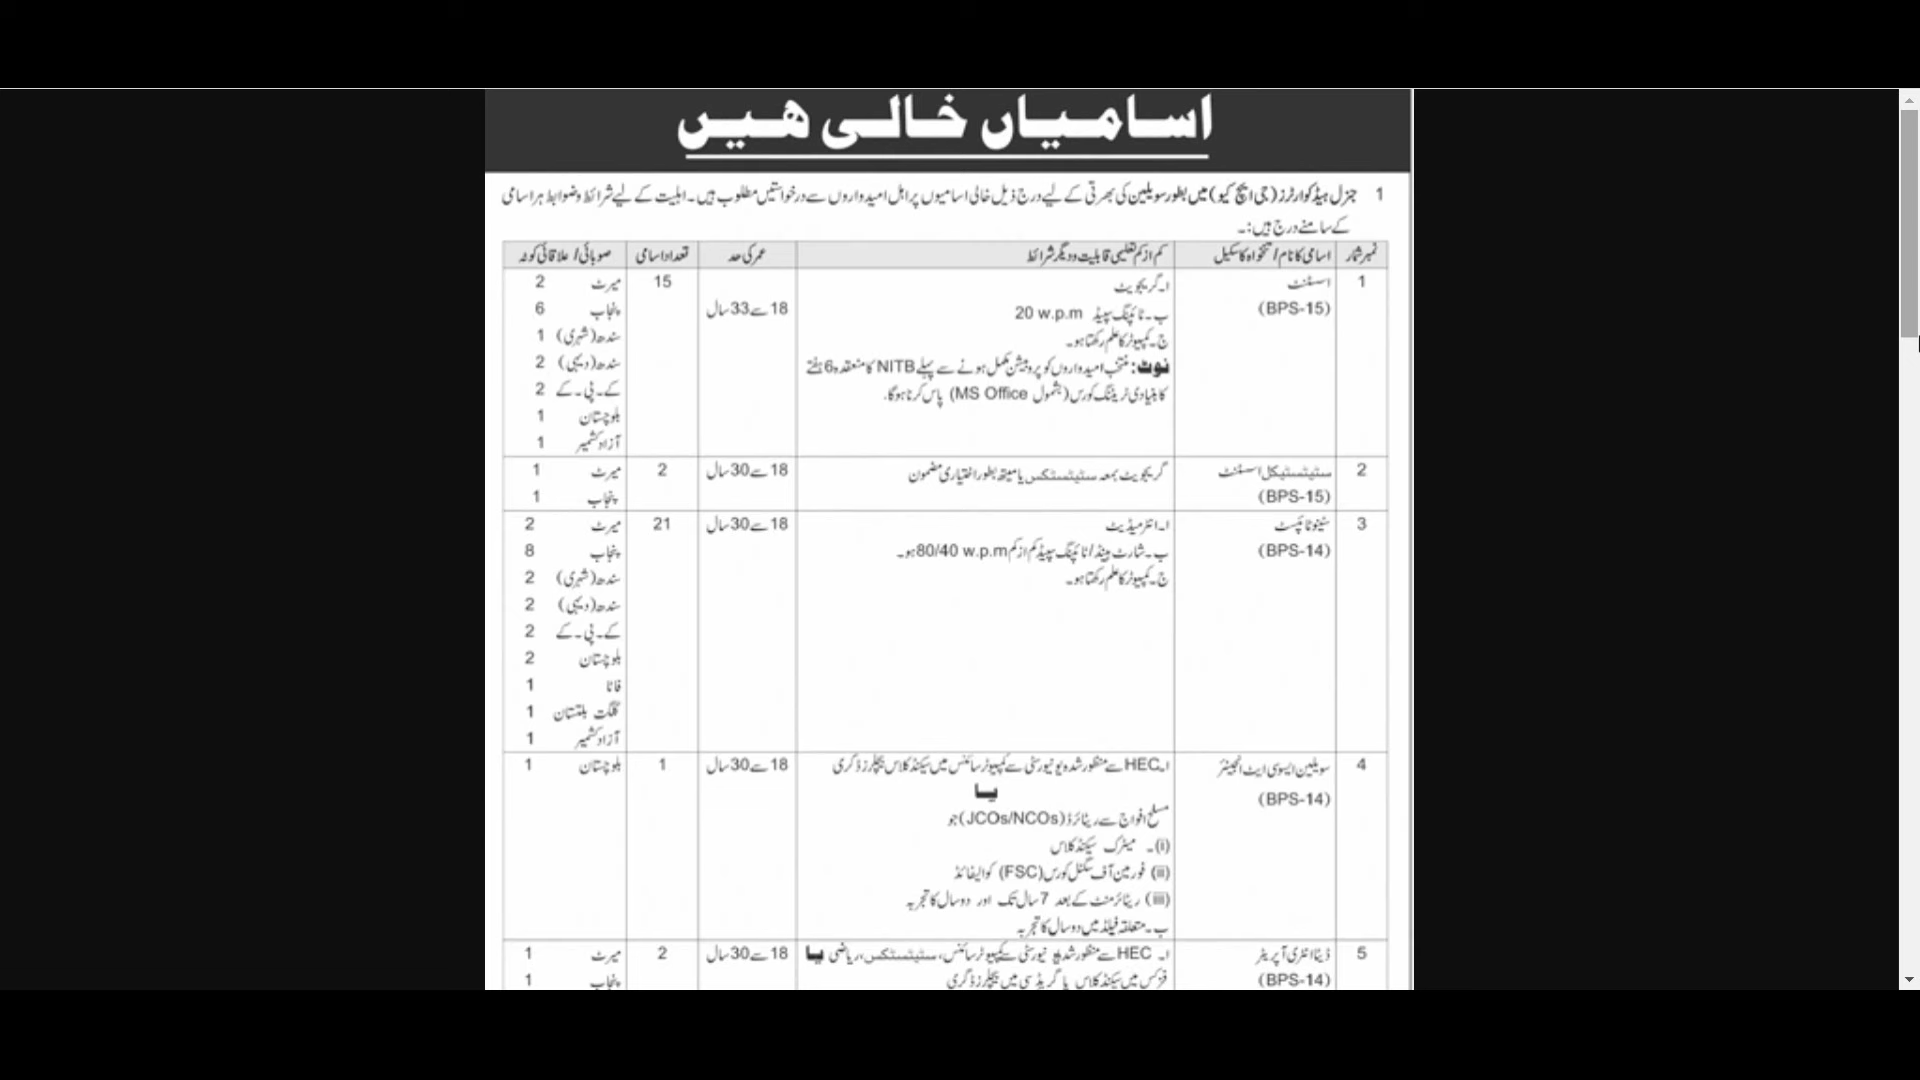 اسامیاں خالی ھیں
1 جنرل ہیڈکوارٹرز (جی ایچ کیو) میں بطور سویلین کی بھرتی کے لیے درج ذیل خالی اسامیوں پر اہل امیدواروں سے درخواستیں مطلوب ہیں۔ اہلیت کے لیے شرائط وضوابط ہر اسامی
کے سامنے درج ہیں:۔
نمبر شمار اسامی کا نام/تنخواہ کا سکیل کم از کم تعلیمی قابلیت و دیگر شرائط عمر کی حد تعداد اسامی صوبائی/علاقائی کوٹہ
1 اسسٹنٹ ا۔ گریجویٹ 15 میرٹ 2
(BPS-15) ب۔ ٹائپنگ سپیڈ 20 w.p.m 18 سے 33 سال پنجاب 6
ج۔ کمپیوٹر کا علم رکھتا ہو۔ سندھ (شہری) 1
نوٹ: منتخب امیدواروں کو پروبیشن مکمل ہونے سے پہلے NITB کا منعقدہ 6 ہفتے سندھ (دیہی) 2
کا بنیادی ٹریننگ کورس (بشمول MS Office) پاس کرنا ہوگا۔ کے۔پی۔کے 2
بلوچستان 1
آزاد کشمیر 1
2 سٹیٹسٹیکل اسسٹنٹ گریجویٹ بمعہ سٹیٹسٹکس یا میتھ بطور اختیاری مضمون 18 سے 30 سال 2 میرٹ 1
(BPS-15) پنجاب 1
3 سٹینو ٹائپسٹ ا۔ انٹرمیڈیٹ 18 سے 30 سال 21 میرٹ 2
(BPS-14) ب۔ شارٹ ہینڈ/ٹائپنگ سپیڈ کم از کم 80/40 w.p.m ہو۔ پنجاب 8
ج۔ کمپیوٹر کا علم رکھتا ہو۔ سندھ (شہری) 2
سندھ (دیہی) 2
کے۔پی۔کے 2
بلوچستان 2
فاٹا 1
گلگت بلتستان 1
آزاد کشمیر 1
4 سویلین ایسوسی ایٹ انجینئر ا۔ HEC سے منظور شدہ یونیورسٹی سے کمپیوٹر سائنس میں سیکنڈ کلاس بیچلرز ڈگری 18 سے 30 سال 1 بلوچستان 1
(BPS-14) یا
مسلح افواج سے ریٹائرڈ (JCOs/NCOs) جو
(i)۔ میٹرک سیکنڈ کلاس
(ii) فورمین آف سگنل کورس (FSC) کوالیفائڈ
(iii) ریٹائرمنٹ کے بعد 7 سال تک اور دو سال کا تجربہ
ب۔ متعلقہ فیلڈ میں دو سال کا تجربہ
5 ڈیٹا انٹری آپریٹر ا۔ HEC سے منظور شدہ یونیورسٹی سے کمپیوٹر سائنس، سٹیٹسٹکس، ریاضی یا 18 سے 30 سال 2 میرٹ 1
(BPS-14) فزکس میں سیکنڈ کلاس یا گریڈ سی میں بیچلرز ڈگری پنجاب 1